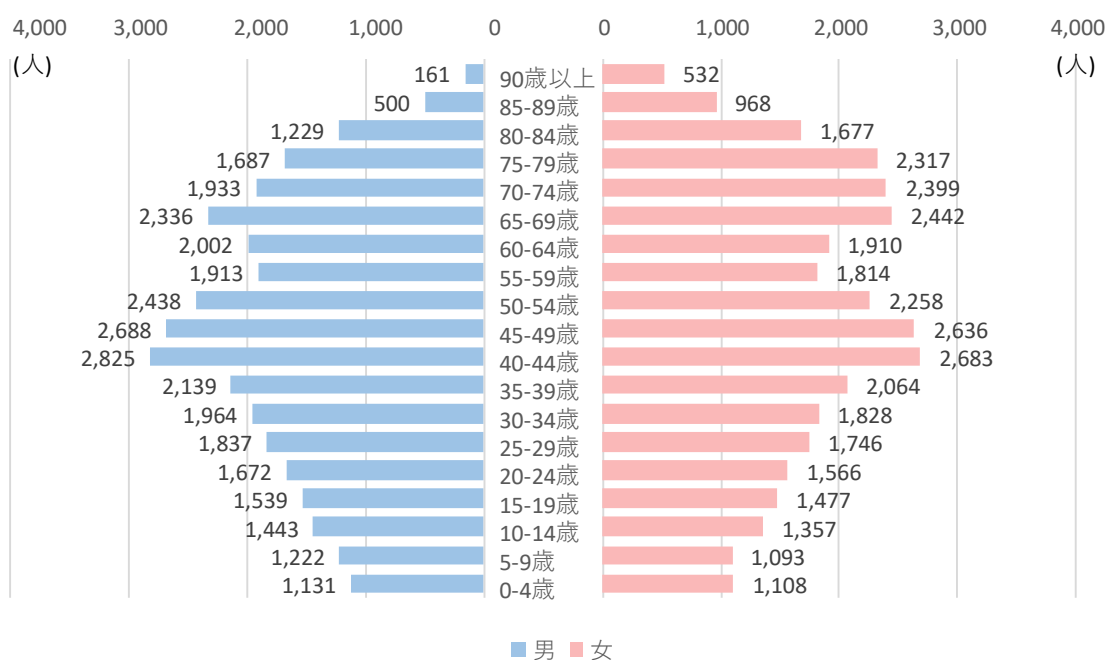 4,000 3,000 2,000 1,000 0 0 1,000 2,000 3,000 4,000
(人) (人)
161 90歳以上 532
500 85-89歳 968
1,229 80-84歳 1,677
1,687 75-79歳 2,317
1,933 70-74歳 2,399
2,336 65-69歳 2,442
2,002 60-64歳 1,910
1,913 55-59歳 1,814
2,438 50-54歳 2,258
2,688 45-49歳 2,636
2,825 40-44歳 2,683
2,139 35-39歳 2,064
1,964 30-34歳 1,828
1,837 25-29歳 1,746
1,672 20-24歳 1,566
1,539 15-19歳 1,477
1,443 10-14歳 1,357
1,222 5-9歳 1,093
1,131 0-4歳 1,108
男 女